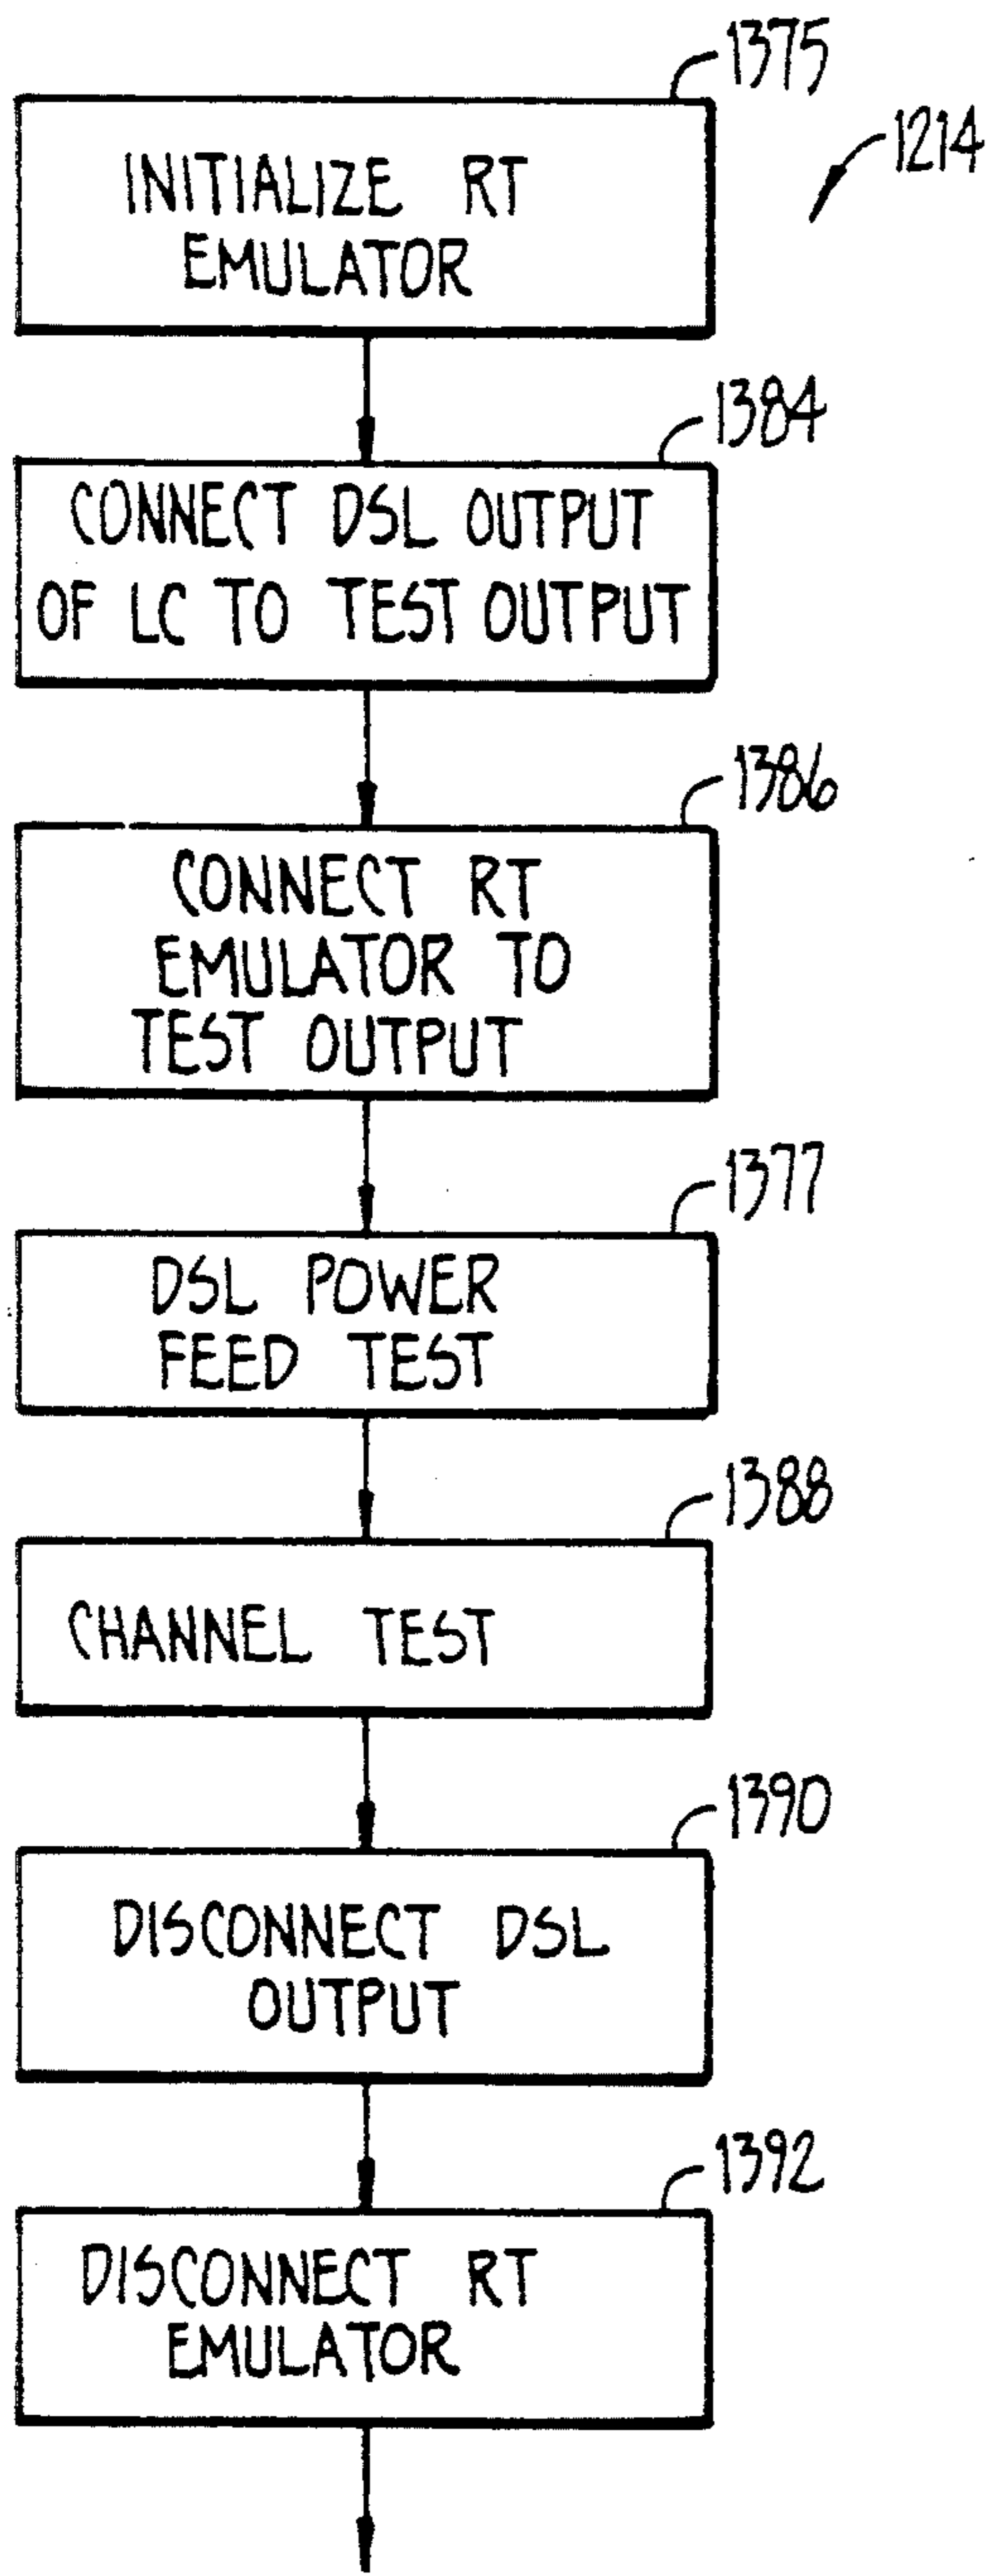 1375
1214
INITIALIZE RT
EMULATOR
1384
CONNECT DSL OUTPUT
OF LC TO TEST OUTPUT
1386
CONNECT RT
EMULATOR TO
TEST OUTPUT
1377
DSL POWER
FEED TEST
1388
CHANNEL TEST
1390
DISCONNECT DSL
OUTPUT
1392
DISCONNECT RT
EMULATOR